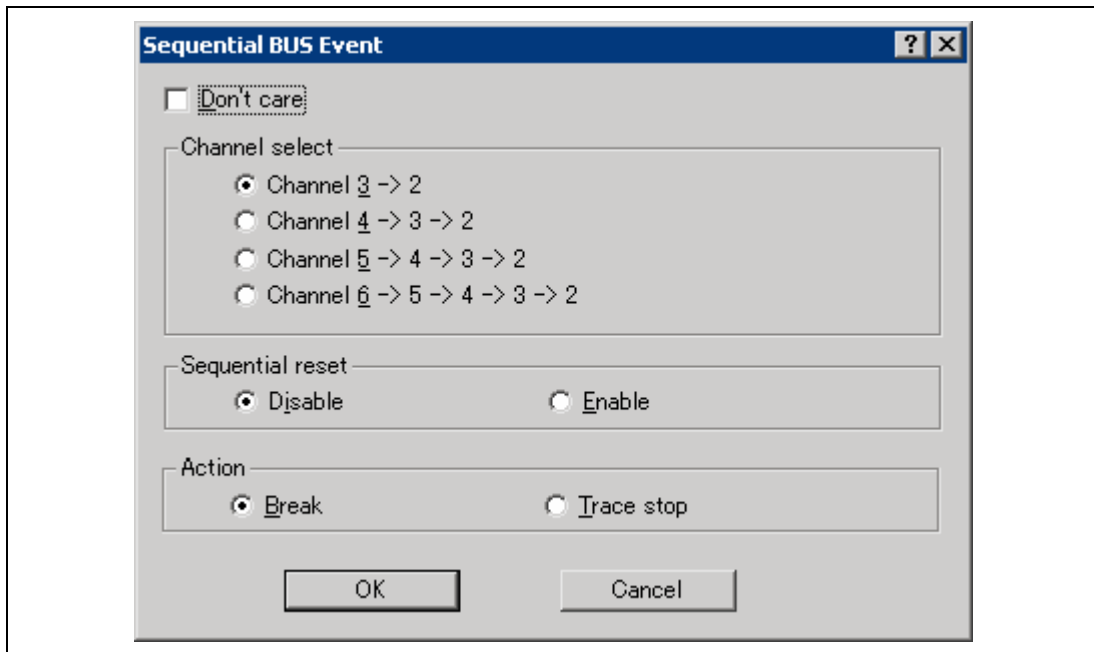 Sequential BUS Event
Don't care
Channel select
Channel 3 -> 2
Channel 4 -> 3 -> 2
Channel 5 -> 4 -> 3 -> 2
Channel 6 -> 5 -> 4 -> 3 -> 2
Sequential reset
Disable Enable
Action
Break Trace stop
OK Cancel